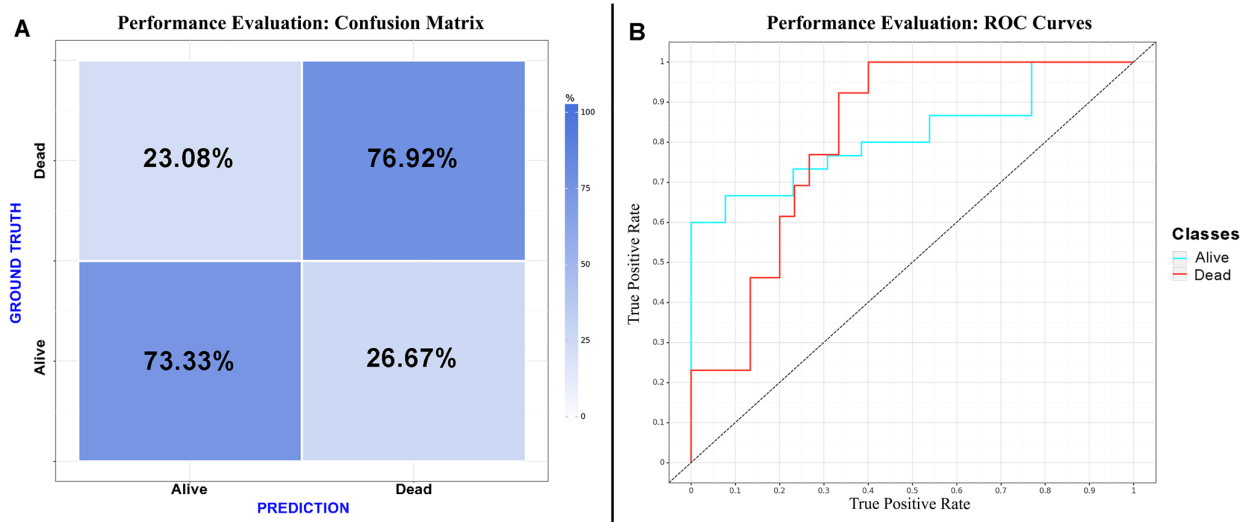 A
Performance Evaluation: Confusion Matrix
GROUND TRUTH
Dead
Alive
23.08%
76.92%
73.33%
26.67%
Alive
Dead
PREDICTION
%
100
75
50
25
0
B
Performance Evaluation: ROC Curves
True Positive Rate
1
0.9
0.8
0.7
0.6
0.5
0.4
0.3
0.2
0.1
0
0 0.1 0.2 0.3 0.4 0.5 0.6 0.7 0.8 0.9 1
True Positive Rate
Classes
Alive
Dead